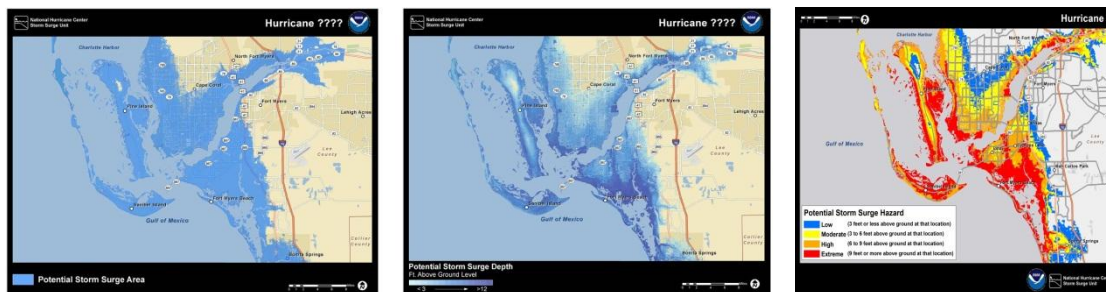 National Hurricane Center
Storm Surge Unit
Hurricane ????
Charlotte Harbor
North Fort Myers
Cape Coral
Pine Island
Fort Myers
Lehigh Acres
Lee
County
Sanibel Island
Fort Myers Beach
Gulf of Mexico
Bonita Springs
Collier
County
Potential Storm Surge Area
National Hurricane Center
Storm Surge Unit
Hurricane ????
Charlotte Harbor
North Fort Myers
Cape Coral
Pine Island
Fort Myers
Lehigh Acres
Lee
County
Sanibel Island
Fort Myers Beach
Gulf of Mexico
Bonita Springs
Collier
County
Potential Storm Surge Depth
Ft. Above Ground Level
< 3
>12
Hurricane
Charlotte Harbor
North Fort Myers
Fort Myers
Gulf of Mexico
Potential Storm Surge Hazard
Low (3 feet or less above ground at that location)
Moderate (3 to 6 feet above ground at that location)
High (6 to 9 feet above ground at that location)
Extreme (9 feet or more above ground at that location)
Springs
National Hurricane Center
Storm Surge Unit